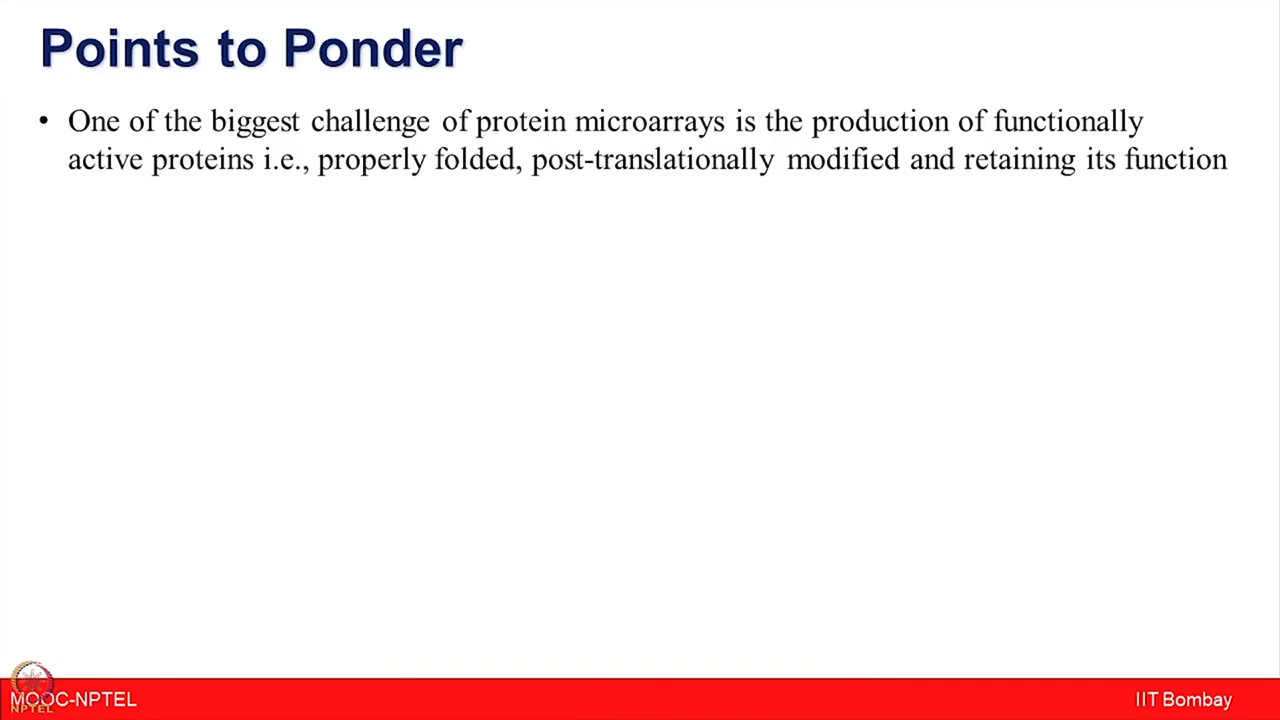 Points to Ponder
• One of the biggest challenge of protein microarrays is the production of functionally
active proteins i.e., properly folded, post-translationally modified and retaining its function
MOOC-NPTEL
NPTEL
IIT Bombay